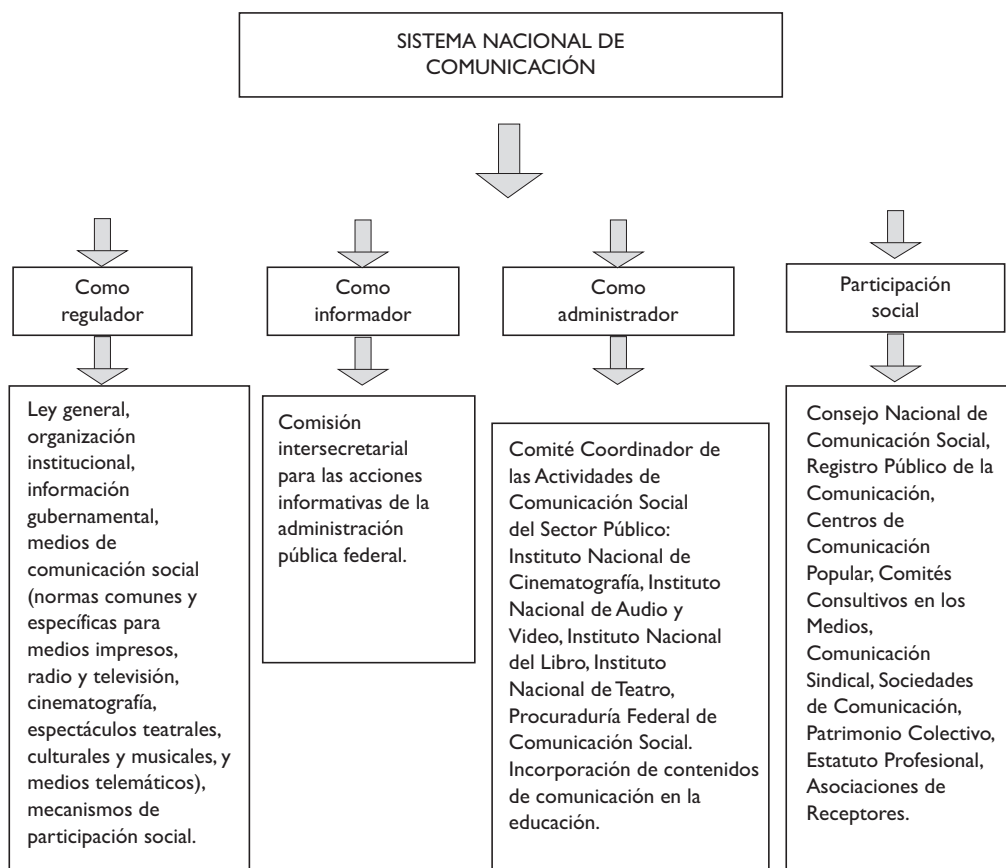 SISTEMA NACIONAL DE
COMUNICACIÓN
Como
regulador
Ley general,
organización
institucional,
información
gubernamental,
medios de
comunicación social
(normas comunes y
específicas para
medios impresos,
radio y televisión,
cinematografía,
espectáculos teatrales,
culturales y musicales, y
medios telemáticos),
mecanismos de
participación social.
Como
informador
Comisión
intersecretarial
para las acciones
informativas de la
administración
pública federal.
Como
administrador
Comité Coordinador de
las Actividades de
Comunicación Social
del Sector Público:
Instituto Nacional de
Cinematografía, Instituto
Nacional de Audio y
Video, Instituto Nacional
del Libro, Instituto
Nacional de Teatro,
Procuraduría Federal de
Comunicación Social.
Incorporación de contenidos
de comunicación en la
educación.
Participación
social
Consejo Nacional de
Comunicación Social,
Registro Público de la
Comunicación,
Centros de
Comunicación
Popular, Comités
Consultivos en los
Medios,
Comunicación
Sindical, Sociedades
de Comunicación,
Patrimonio Colectivo,
Estatuto Profesional,
Asociaciones de
Receptores.